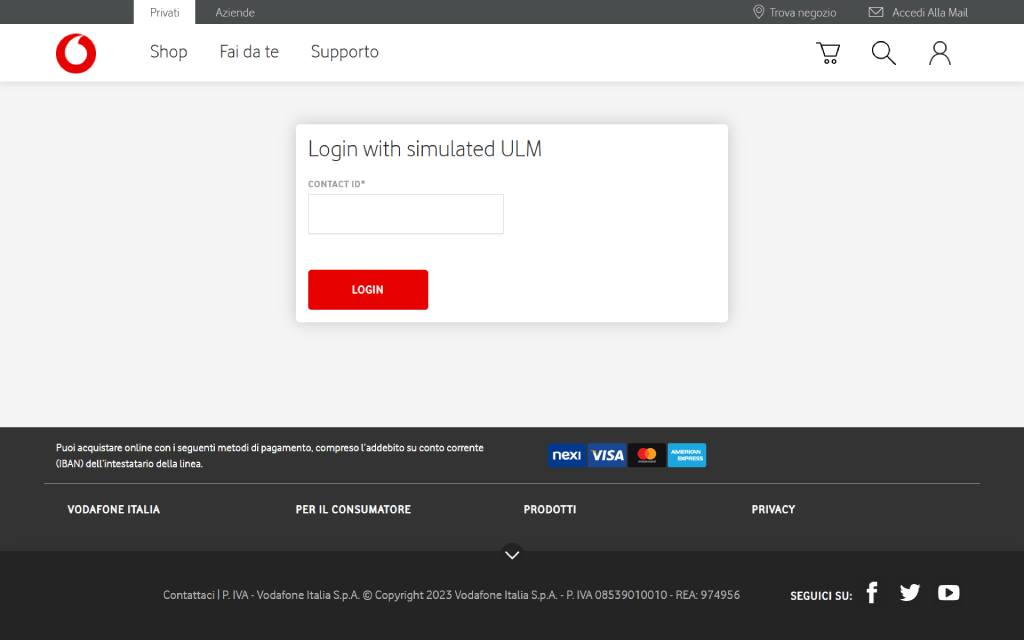 Privati
Aziende
Trova negozio
Accedi Alla Mail
Shop
Fai da te
Supporto
Login with simulated ULM
CONTACT ID*
LOGIN
Puoi acquistare online con i seguenti metodi di pagamento, compreso l'addebito su conto corrente
(IBAN) dell'intestatario della linea.
nexi
VISA
AMERICAN
EXPRESS
VODAFONE ITALIA
PER IL CONSUMATORE
PRODOTTI
PRIVACY
Contattaci | P. IVA - Vodafone Italia S.p.A. © Copyright 2023 Vodafone Italia S.p.A. - P. IVA 08539010010 - REA: 974956
SEGUICI SU: